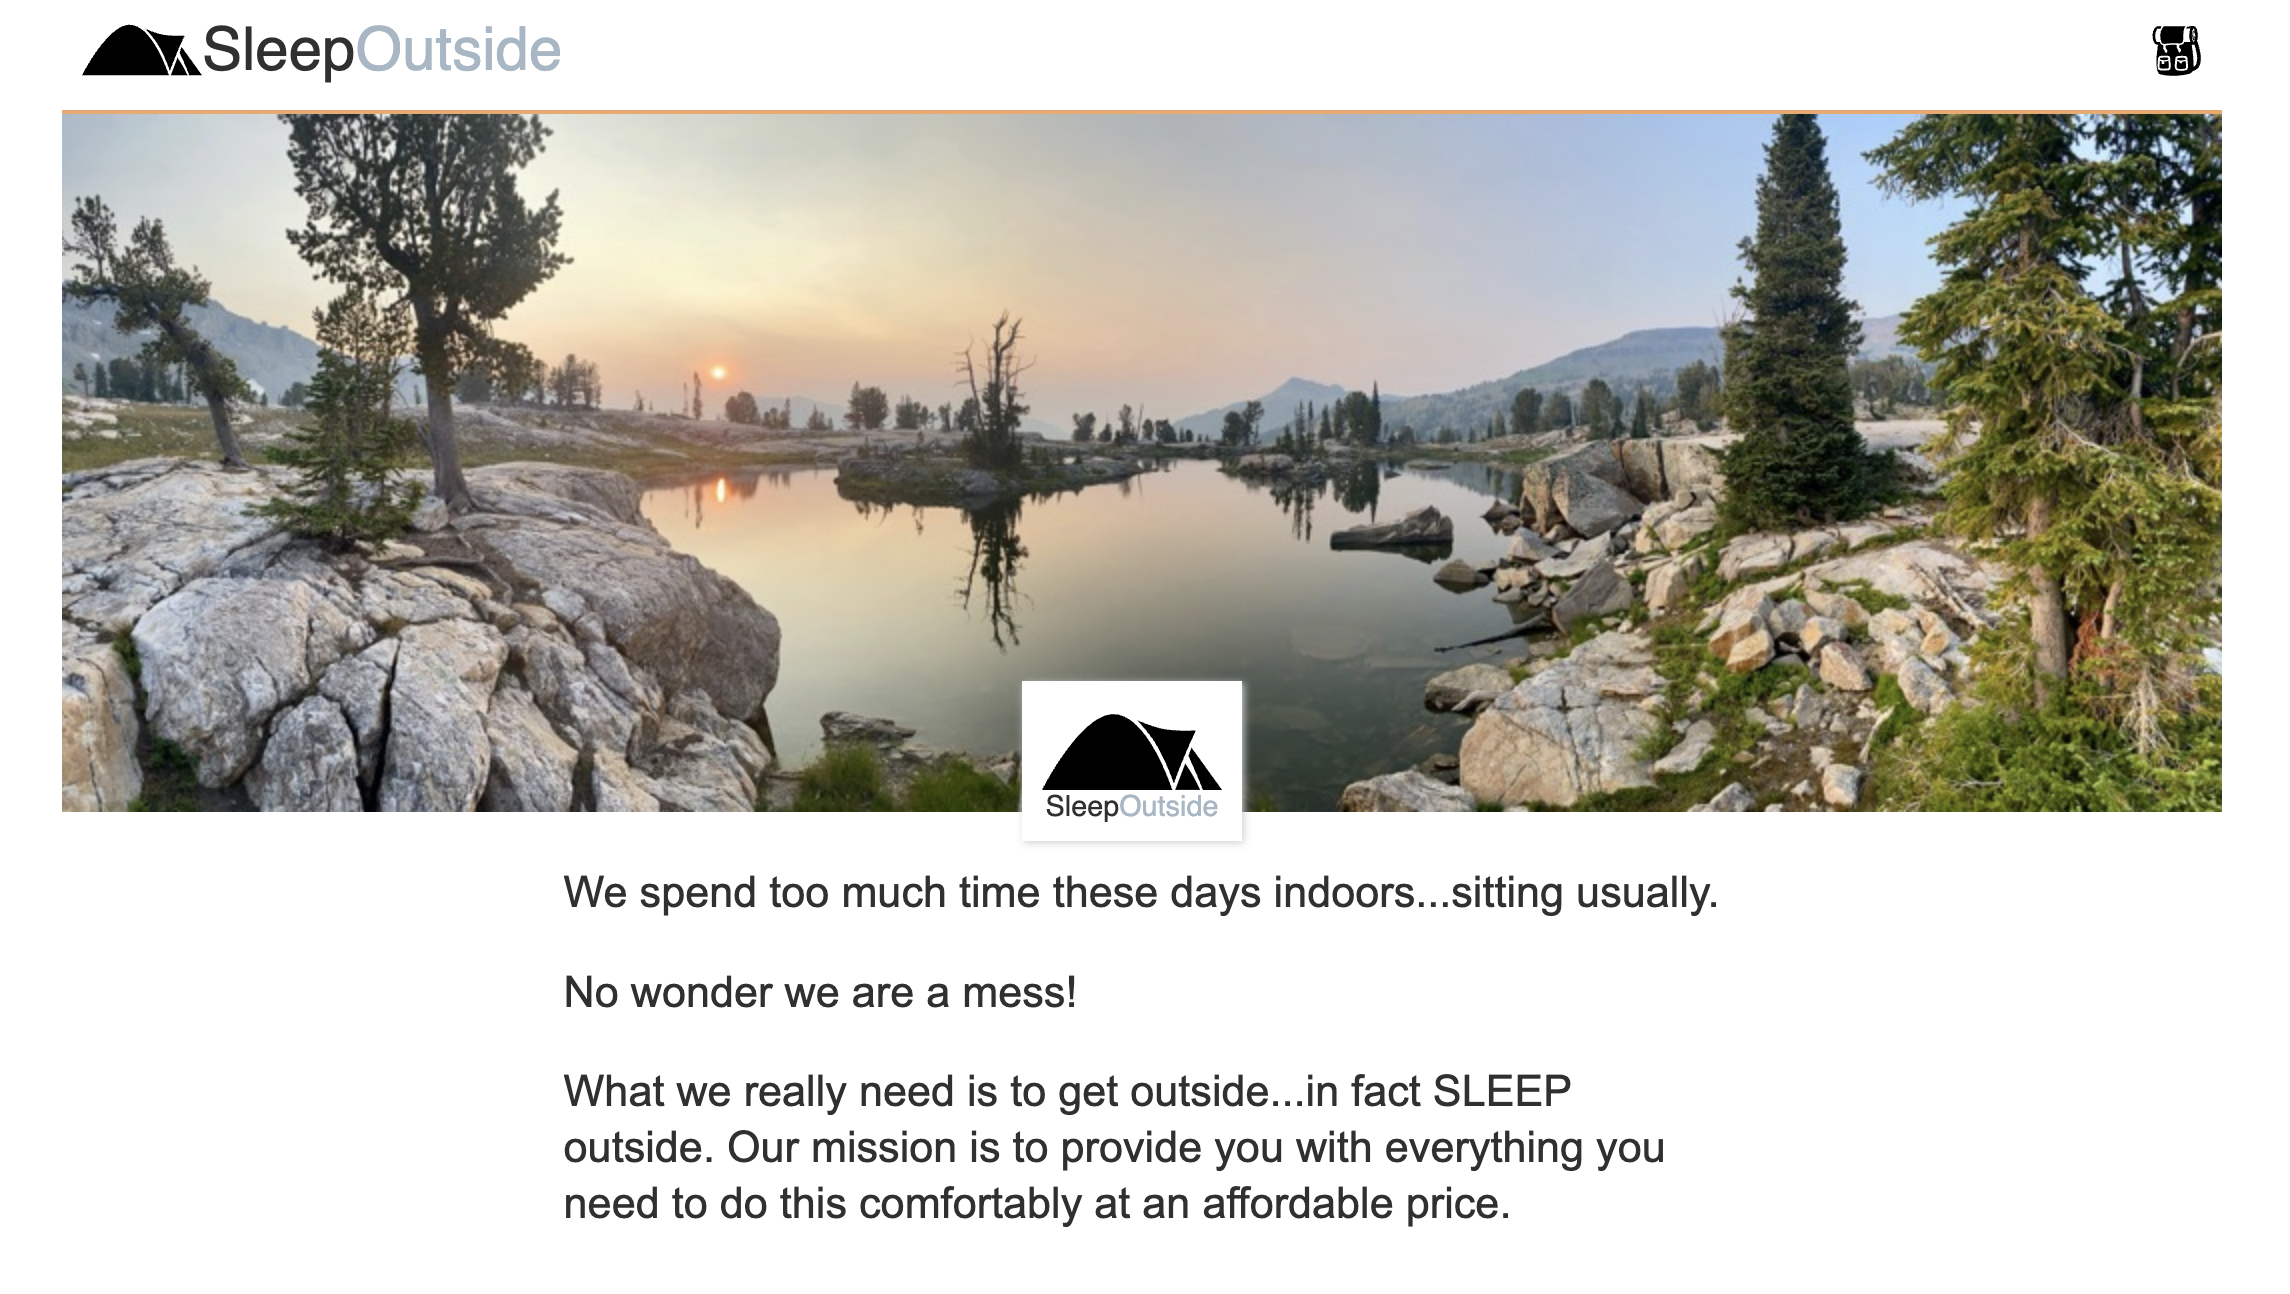 SleepOutside
SleepOutside
We spend too much time these days indoors...sitting usually.
No wonder we are a mess!
What we really need is to get outside...in fact SLEEP
outside. Our mission is to provide you with everything you
need to do this comfortably at an affordable price.